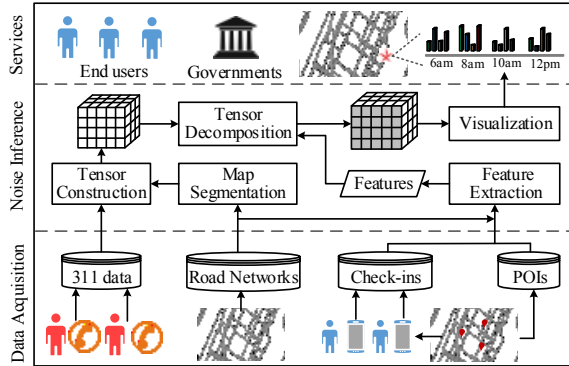 Services
End users
Governments
6am 8am 10am 12pm
Noise Inference
Tensor
Decomposition
Visualization
Tensor
Construction
Map
Segmentation
Features
Feature
Extraction
Data Acquisition
311 data
Road Networks
Check-ins
POIs